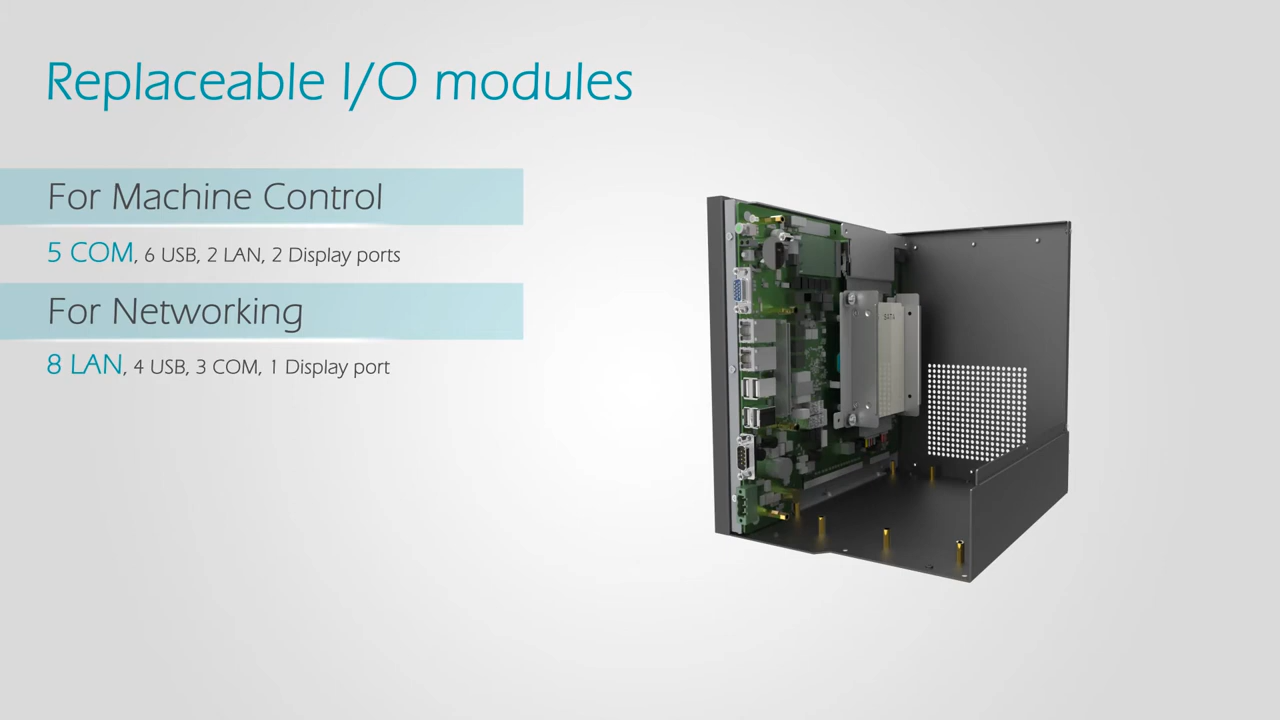 Replaceable I/O modules
For Machine Control
5 COM, 6 USB, 2 LAN, 2 Display ports
For Networking
8 LAN, 4 USB, 3 COM, 1 Display port
SATA